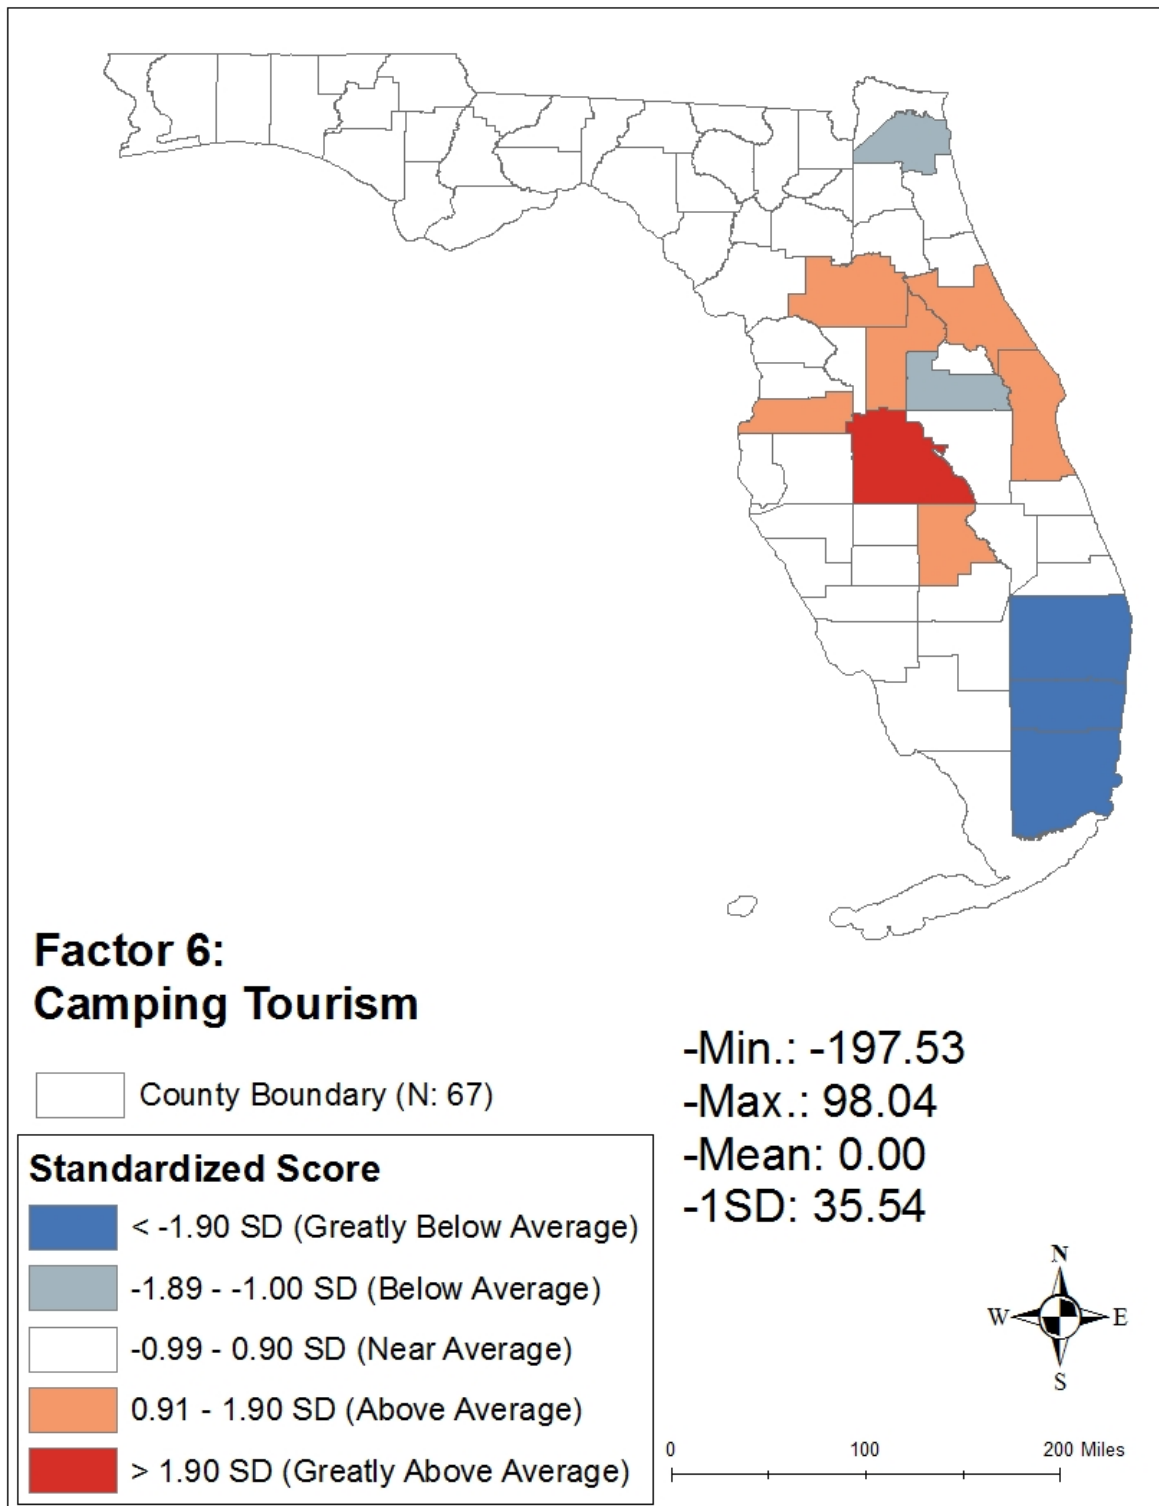 Factor 6:
Camping Tourism
County Boundary (N: 67)
Standardized Score
< -1.90 SD (Greatly Below Average)
-1.89 - -1.00 SD (Below Average)
-0.99 - 0.90 SD (Near Average)
0.91 - 1.90 SD (Above Average)
> 1.90 SD (Greatly Above Average)
-Min.: -197.53
-Max.: 98.04
-Mean: 0.00
-1SD: 35.54
N
W E
S
0 100 200 Miles